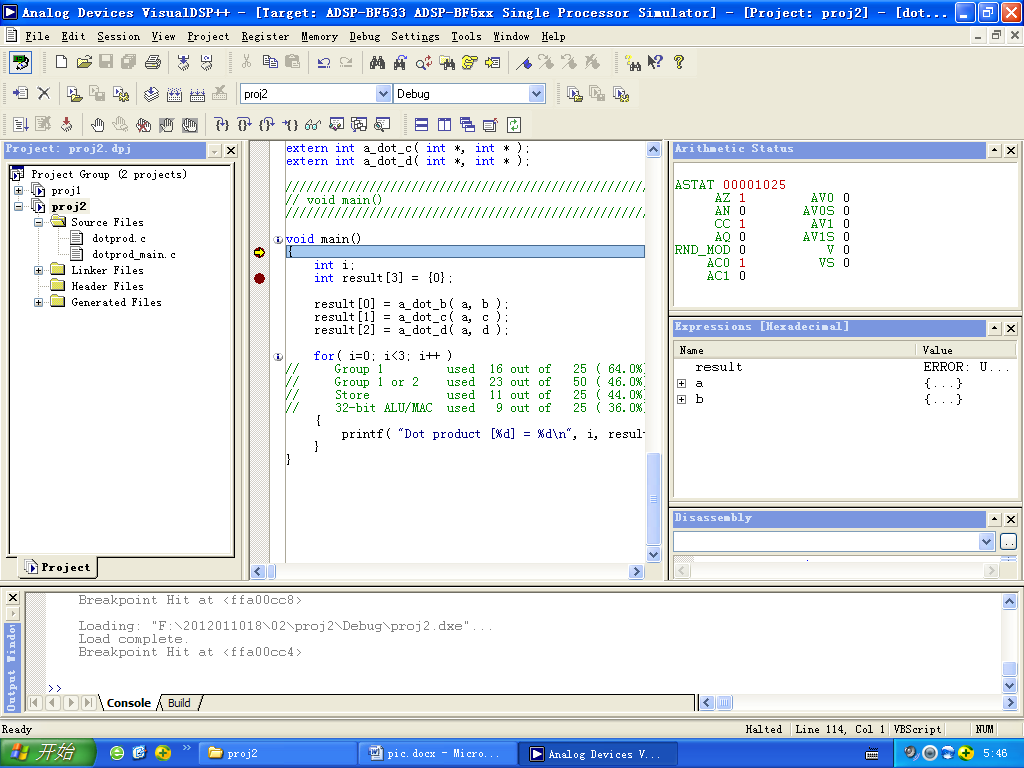 Analog Devices VisualDSP++ - [Target: ADSP-BF533 ADSP-BF5xx Single Processor Simulator] - [Project: proj2] - [dot...
File Edit Session View Project Register Memory Debug Settings Tools Window Help
proj2 Debug
Project: proj2.dpj
Project Group (2 projects)
proj1
proj2
Source Files
dotprod.c
dotprod_main.c
Linker Files
Header Files
Generated Files
Project
extern int a_dot_c( int *, int * );
extern int a_dot_d( int *, int * );
//////////////////////////////////////////////////////
// void main()
//////////////////////////////////////////////////////
void main()
{
int i;
int result[3] = {0};
result[0] = a_dot_b( a, b );
result[1] = a_dot_c( a, c );
result[2] = a_dot_d( a, d );
for( i=0; i<3; i++ )
// Group 1 used 16 out of 25 ( 64.0%
// Group 1 or 2 used 23 out of 50 ( 46.0%
// Store used 11 out of 25 ( 44.0%
// 32-bit ALU/MAC used 9 out of 25 ( 36.0%
{
printf( "Dot product [%d] = %d\n", i, resul
}
}
Arithmetic Status
ASTAT 00001025
AZ 1 AV0 0
AN 0 AV0S 0
CC 1 AV1 0
AQ 0 AV1S 0
RND_MOD 0 V 0
AC0 1 VS 0
AC1 0
Expressions [Hexadecimal]
Name Value
result ERROR: U...
a {...}
b {...}
Disassembly
Output Window
Breakpoint Hit at <ffa00cc8>
Loading: "F:\2012011018\02\proj2\Debug\proj2.dxe"...
Load complete.
Breakpoint Hit at <ffa00cc4>
>>
Console Build
Ready Halted Line 114, Col 1 VBScript NUM
开始 proj2 pic.docx - Micro... Analog Devices V... 5:46